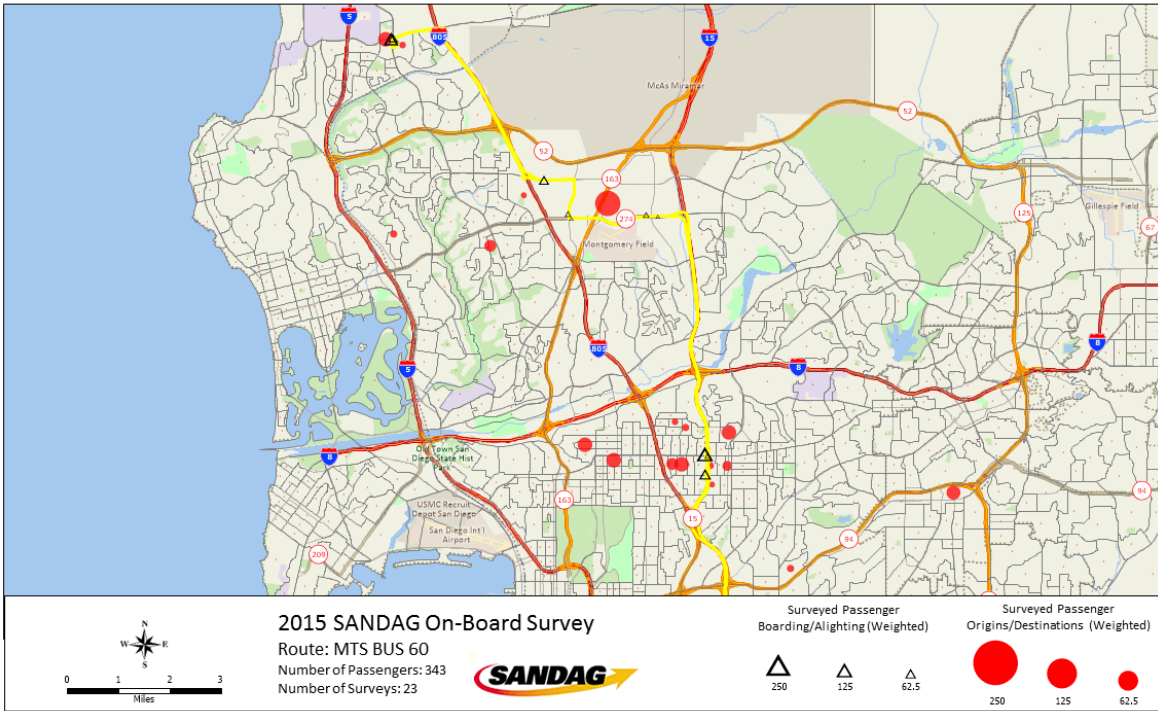 5
805
15
McAs Miramar
52
52
163
274
Montgomery Field
125
Gillespie Field
67
805
5
8
8
Old Town San
Diego State Hist
Park
8
USMC Recruit
Depot San Diego
San Diego Int'l
Airport
163
15
94
94
209
N
W E
S
0 1 2 3
Miles
2015 SANDAG On-Board Survey
Route: MTS BUS 60
Number of Passengers: 343
Number of Surveys: 23
SANDAG
Surveyed Passenger
Boarding/Alighting (Weighted)
250 125 62.5
Surveyed Passenger
Origins/Destinations (Weighted)
250 125 62.5